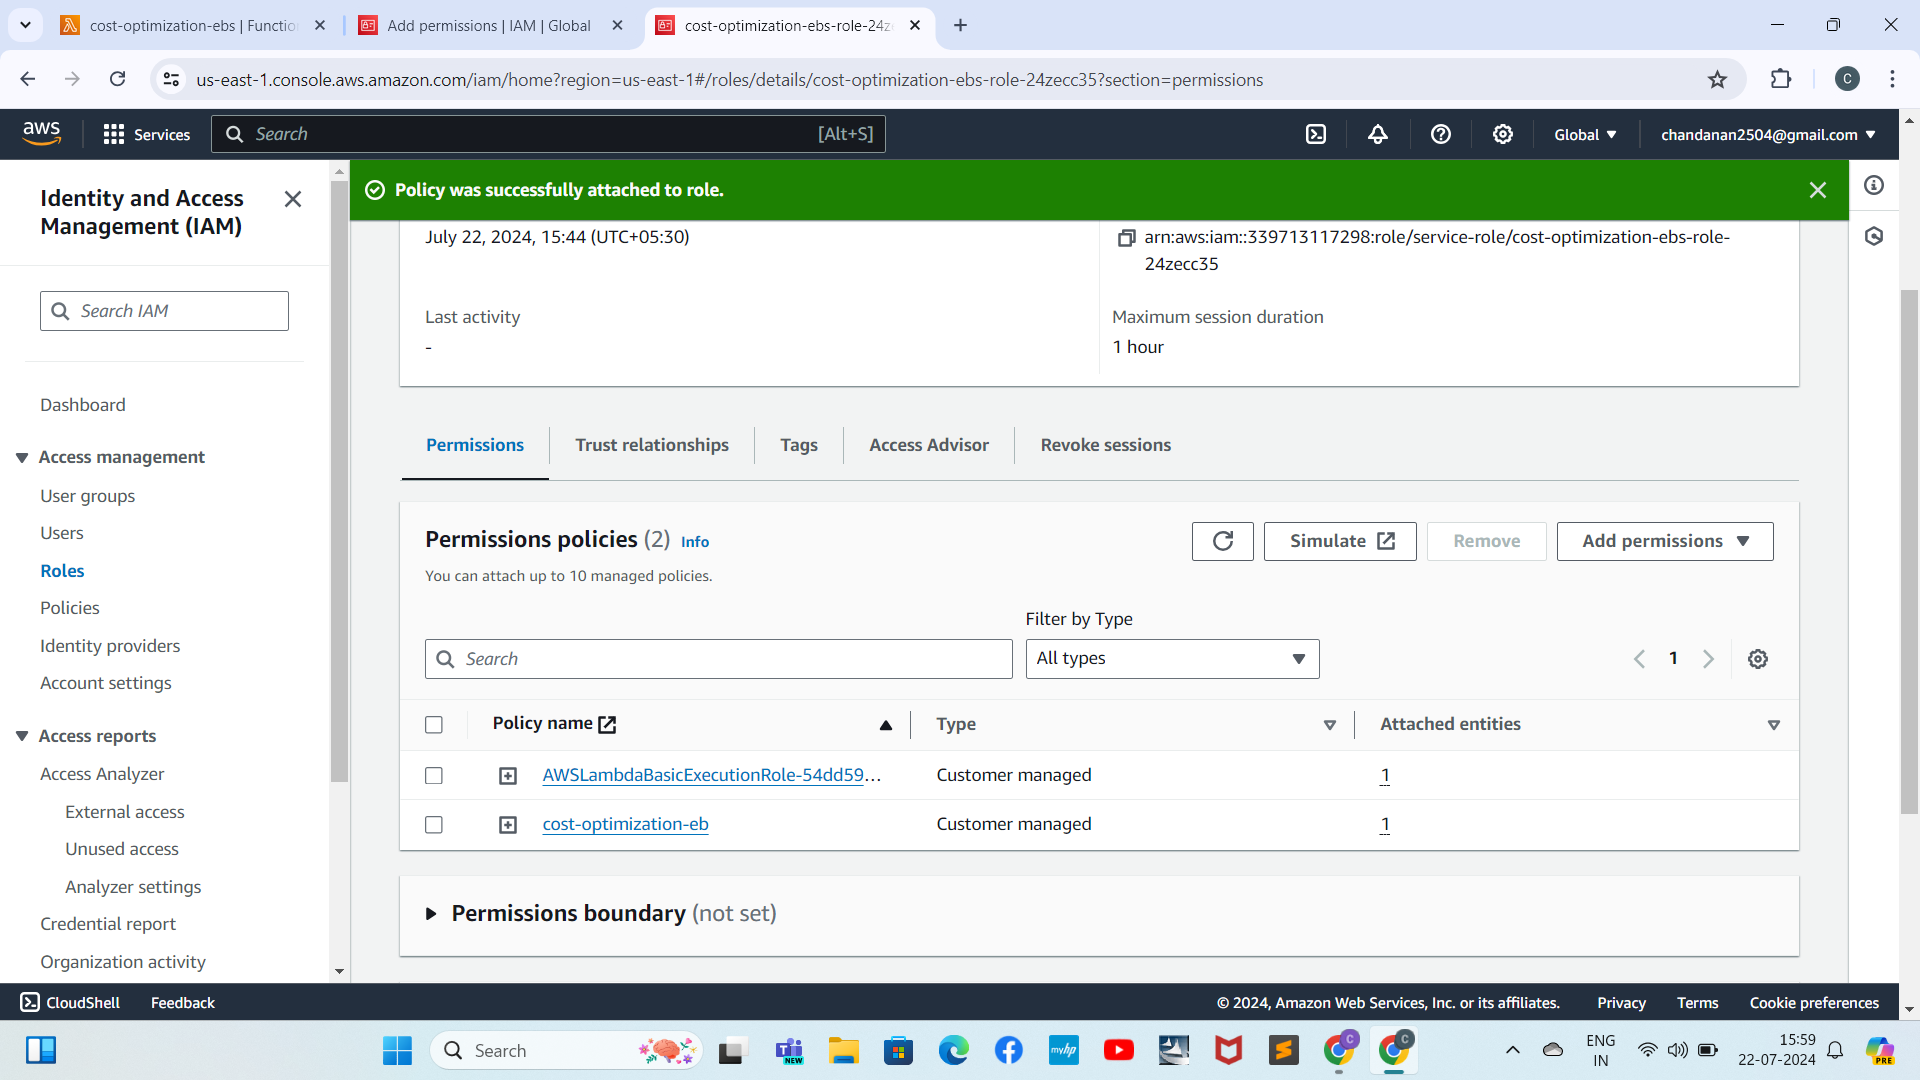 cost-optimization-ebs | Functio
Add permissions | IAM | Global
cost-optimization-ebs-role-24z
us-east-1.console.aws.amazon.com/iam/home?region=us-east-1#/roles/details/cost-optimization-ebs-role-24zecc35?section=permissions
C
aws
Services
Search
[Alt+S]
Global
chandanan2504@gmail.com
Identity and Access
Management (IAM)
Policy was successfully attached to role.
July 22, 2024, 15:44 (UTC+05:30)
arn:aws:iam::339713117298:role/service-role/cost-optimization-ebs-role-
24zecc35
Search IAM
Last activity
-
Maximum session duration
1 hour
Dashboard
Access management
User groups
Users
Roles
Policies
Identity providers
Account settings
Access reports
Access Analyzer
External access
Unused access
Analyzer settings
Credential report
Organization activity
Permissions
Trust relationships
Tags
Access Advisor
Revoke sessions
Permissions policies (2) Info
You can attach up to 10 managed policies.
Simulate
Remove
Add permissions
Filter by Type
Search
All types
1
Policy name
Type
Attached entities
AWSLambdaBasicExecutionRole-54dd59...
Customer managed
1
cost-optimization-eb
Customer managed
1
Permissions boundary (not set)
CloudShell
Feedback
© 2024, Amazon Web Services, Inc. or its affiliates.
Privacy
Terms
Cookie preferences
Search
NEW
myhp
C
C
ENG
IN
15:59
22-07-2024
PRE